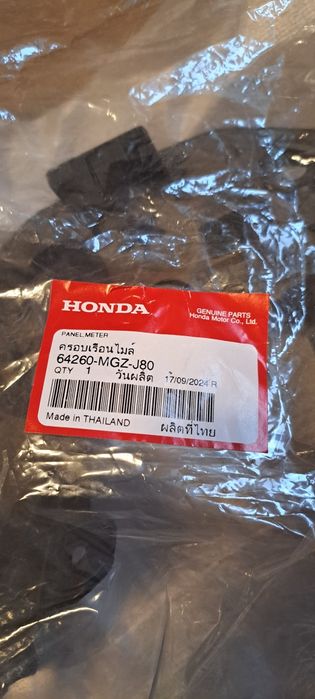 HONDA
GENUINE PARTS
Honda Motor Co., Ltd.
PANEL,METER
ครอบเรือนไมล์
64260-MGZ-J80
QTY 1 วันผลิต 17/09/2024 R
Made in THAILAND ผลิตที่ไทย